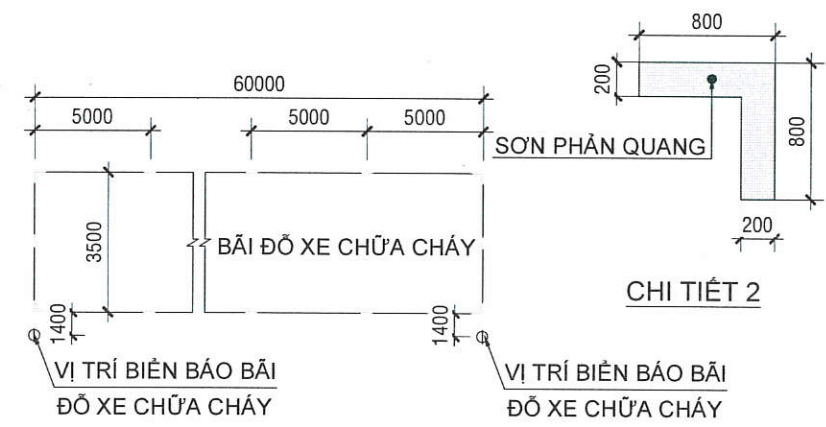 800
60000
200
5000
5000
5000
800
SƠN PHẢN QUANG
3500
BÃI ĐỖ XE CHỮA CHÁY
200
CHI TIẾT 2
1400
1400
VỊ TRÍ BIỂN BÁO BÃI
ĐỖ XE CHỮA CHÁY
VỊ TRÍ BIỂN BÁO BÃI
ĐỖ XE CHỮA CHÁY